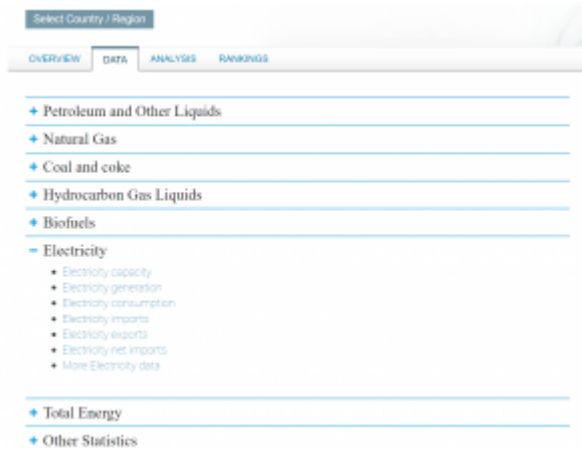 Select Country / Region
OVERVIEW DATA ANALYSIS RANKINGS
+ Petroleum and Other Liquids
+ Natural Gas
+ Coal and coke
+ Hydrocarbon Gas Liquids
+ Biofuels
− Electricity
• Electricity capacity
• Electricity generation
• Electricity consumption
• Electricity imports
• Electricity exports
• Electricity net imports
• More Electricity data
+ Total Energy
+ Other Statistics